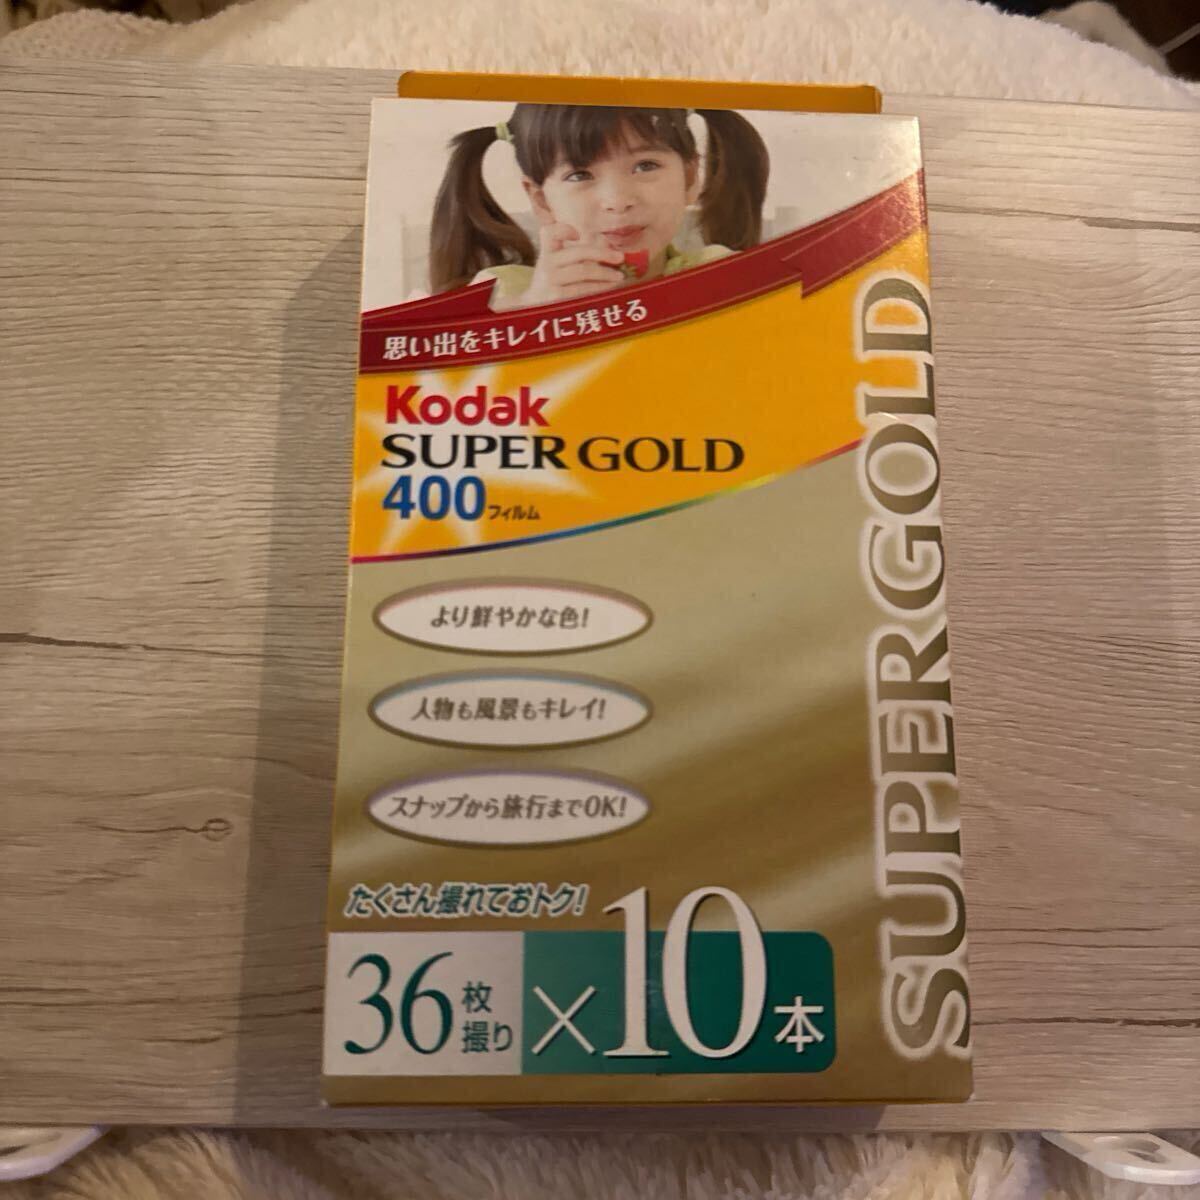 思い出をキレイに残せる
Kodak
SUPER GOLD
400フィルム
より鮮やかな色!
人物も風景もキレイ!
スナップから旅行までOK!
たくさん撮れておトク!
36枚撮り×10本
SUPER GOLD